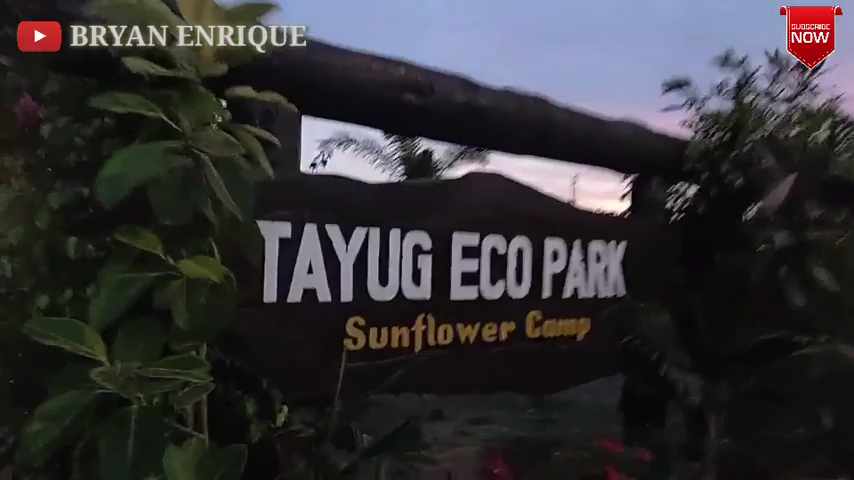 BRYAN ENRIQUE
SUBSCRIBE
NOW
TAYUG ECO PARK
Sunflower Camp